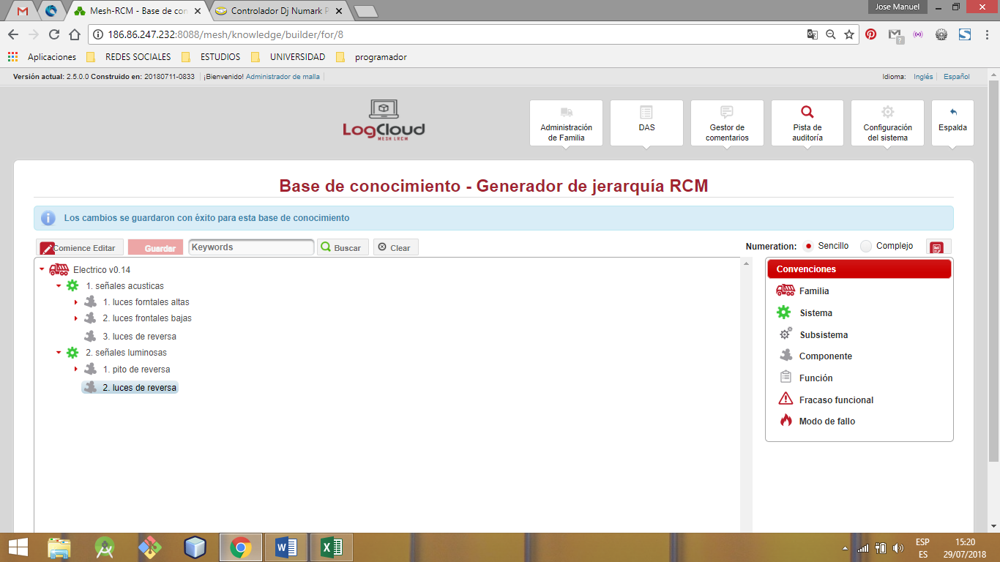 Jose Manuel
Mesh-RCM - Base de con
Controlador Dj Numark P
186.86.247.232:8088/mesh/knowledge/builder/for/8
Aplicaciones REDES SOCIALES ESTUDIOS UNIVERSIDAD programador
Versión actual: 2.5.0.0 Construido en: 20180711-0833 ¡Bienvenido! Administrador de malla
Idioma: Inglés Español
LogCloud
MESH LRCM
Administración
de Familia
DAS
Gestor de
comentarios
Pista de
auditoría
Configuración
del sistema
Espalda
Base de conocimiento - Generador de jerarquía RCM
Los cambios se guardaron con éxito para esta base de conocimiento
Comience Editar Guardar Keywords Buscar Clear
Numeration: Sencillo Complejo
Electrico v0.14
1. señales acusticas
1. luces forntales altas
2. luces frontales bajas
3. luces de reversa
2. señales luminosas
1. pito de reversa
2. luces de reversa
Convenciones
Familia
Sistema
Subsistema
Componente
Función
Fracaso funcional
Modo de fallo
ESP
ES
15:20
29/07/2018